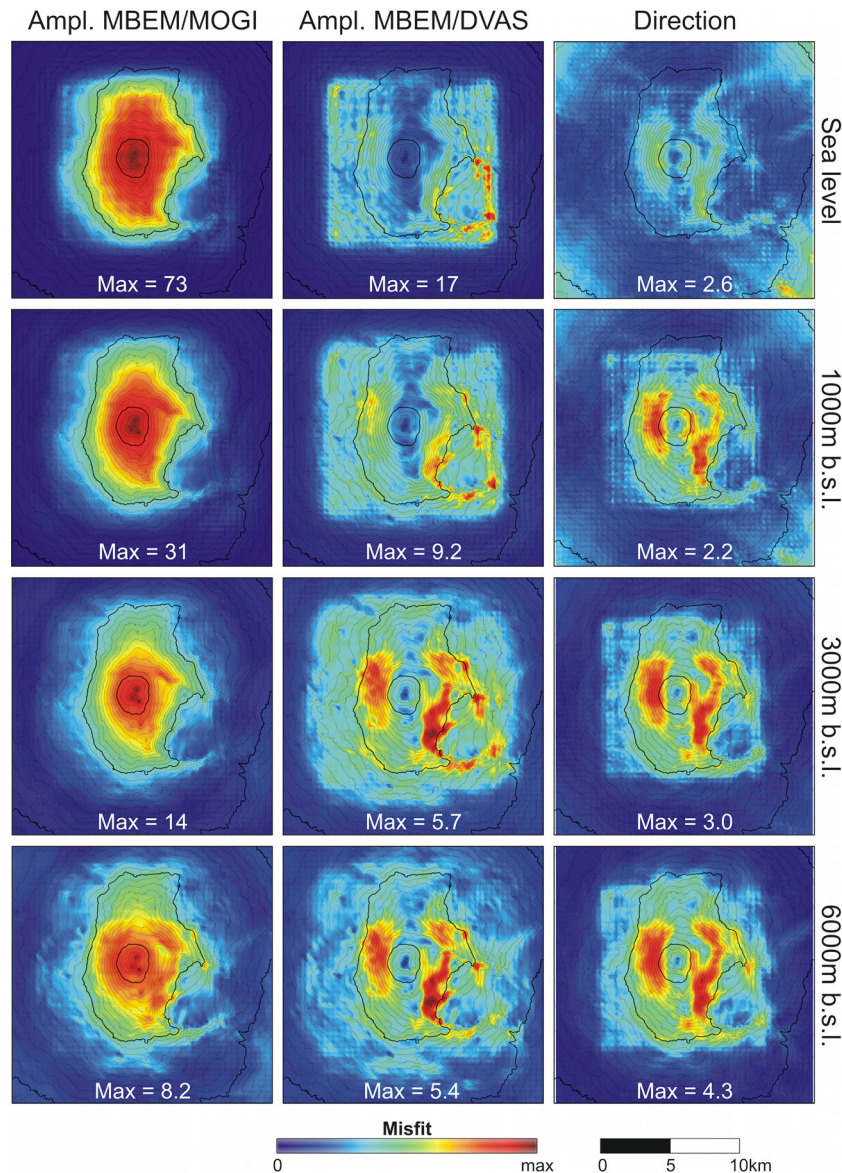 Ampl. MBEM/MOGI Ampl. MBEM/DVAS Direction
Max = 73 Max = 17 Max = 2.6 Sea level
Max = 31 Max = 9.2 Max = 2.2 1000m b.s.l.
Max = 14 Max = 5.7 Max = 3.0 3000m b.s.l.
Max = 8.2 Max = 5.4 Max = 4.3 6000m b.s.l.
Misfit
0 max 0 5 10km